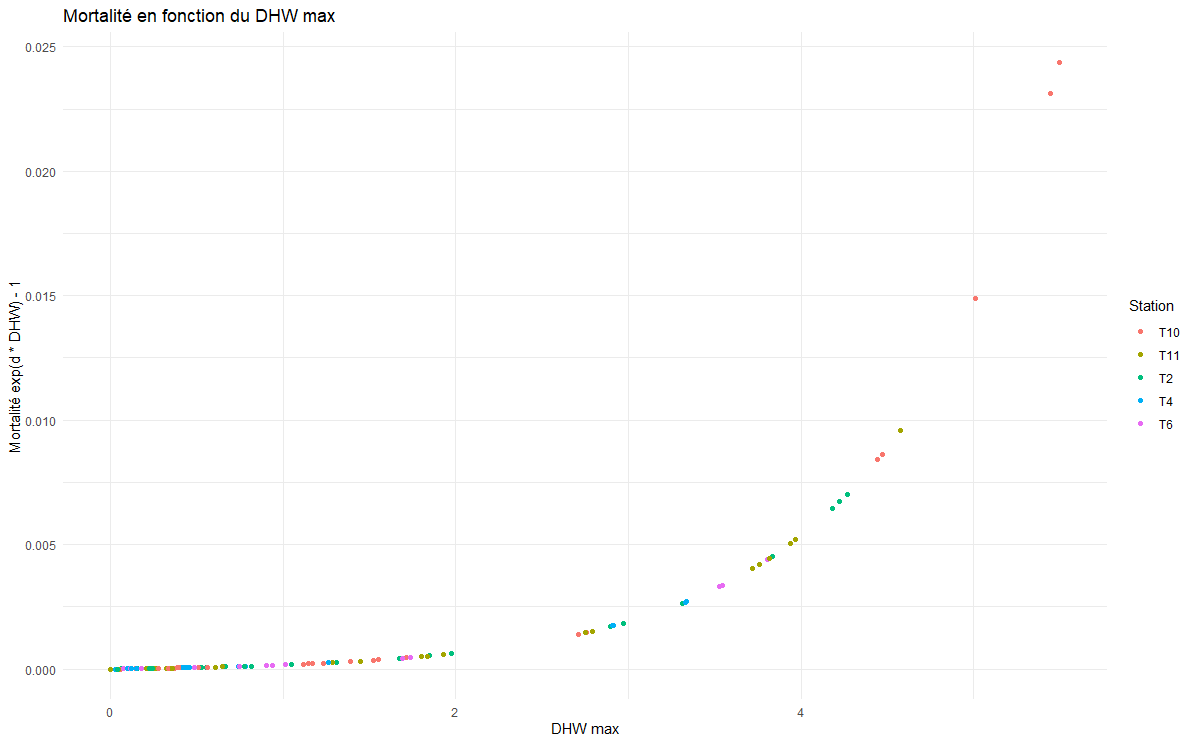 Mortalité en fonction du DHW max
0.025
0.020
0.015
0.010
0.005
0.000
Mortalité exp(d * DHW) - 1
0
2
4
DHW max
Station
T10
T11
T2
T4
T6